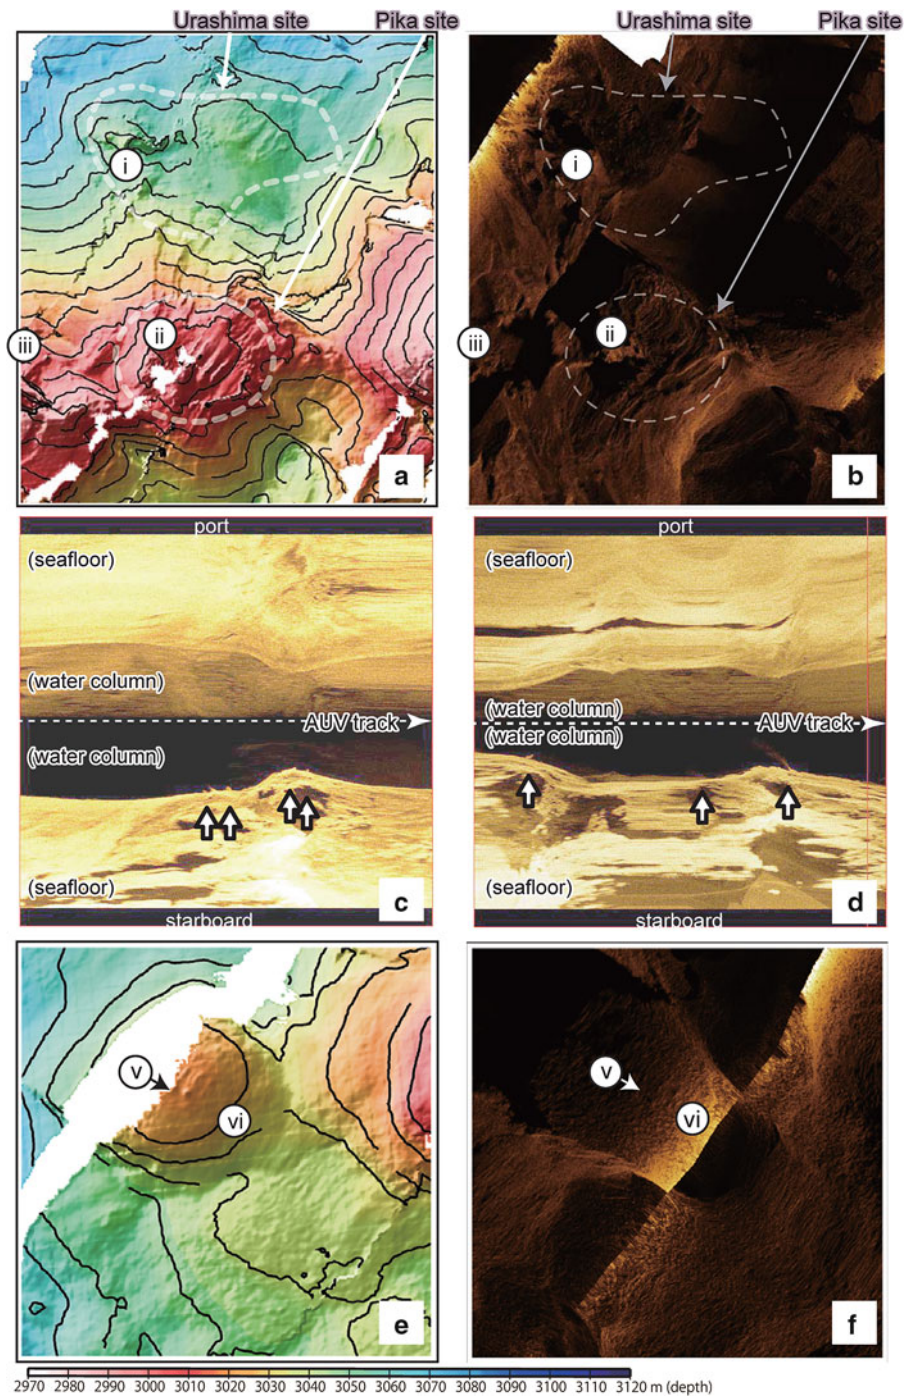 Urashima site Pika site Urashima site Pika site
i i
ii ii
iii iii
a b
port port
(seafloor) (seafloor)
(water column) (water column)
AUV track AUV track
(water column) (water column)
(seafloor) (seafloor)
c d
starboard starboard
v v
vi vi
e f
2970 2980 2990 3000 3010 3020 3030 3040 3050 3060 3070 3080 3090 3100 3110 3120 m (depth)